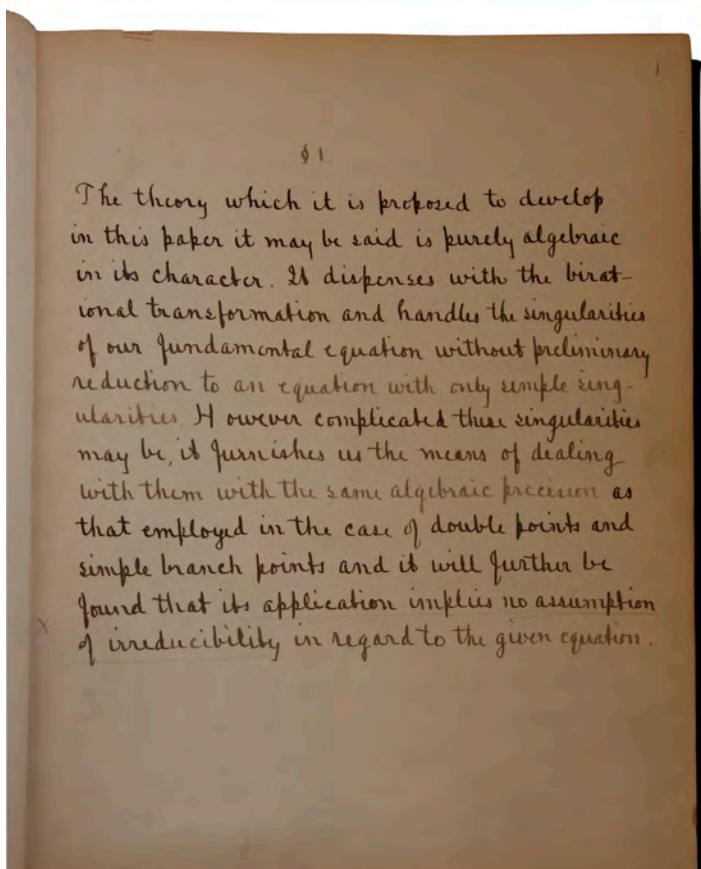 1
§ 1
The theory which it is proposed to develop
in this paper it may be said is purely algebraic
in its character. It dispenses with the birat-
ional transformation and handles the singularities
of our fundamental equation without preliminary
reduction to an equation with only simple sing-
ularities. However complicated these singularities
may be, it furnishes us the means of dealing
with them with the same algebraic precision as
that employed in the case of double points and
simple branch points and it will further be
found that its application implies no assumption
x
of irreducibility in regard to the given equation.